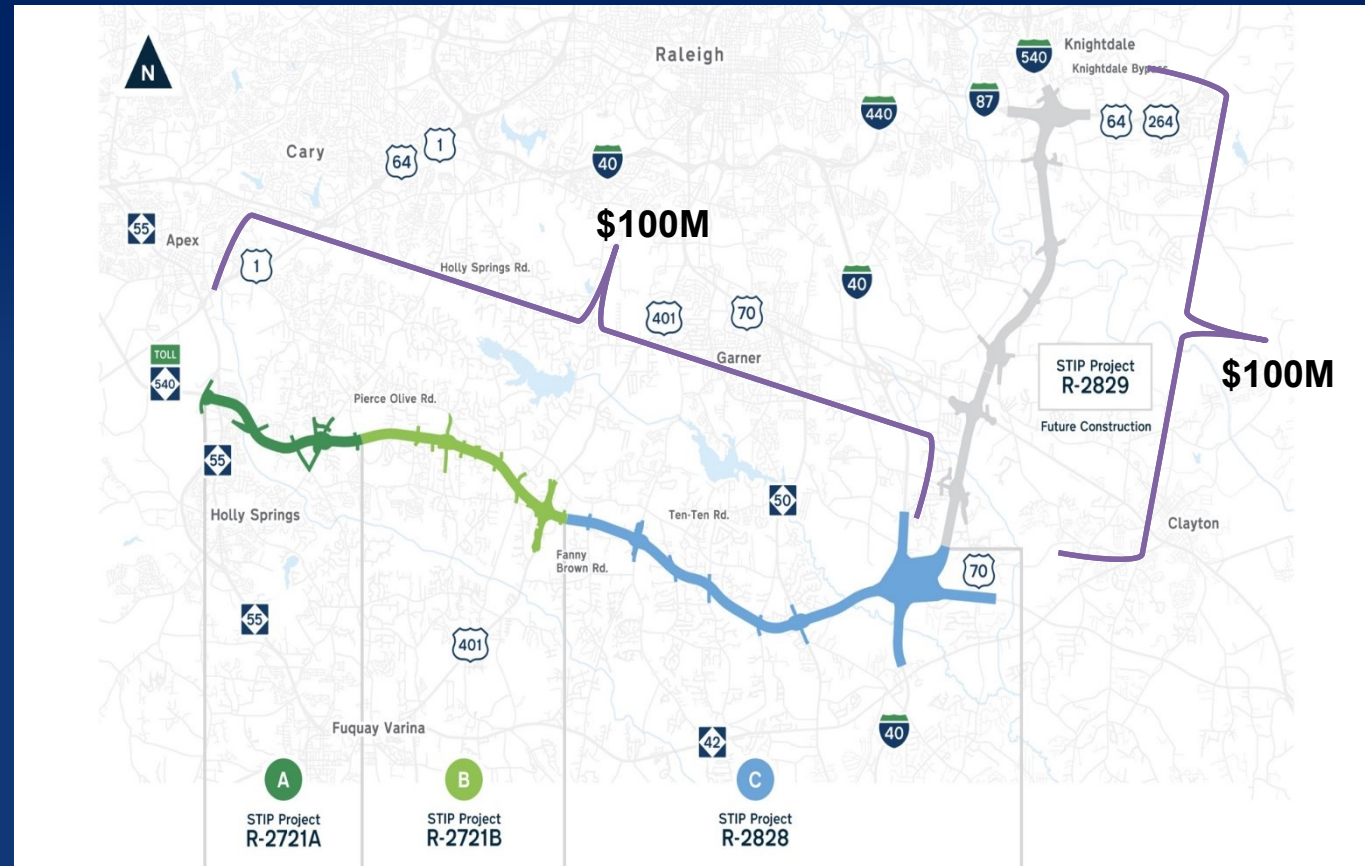 N
Raleigh
540
Knightdale
Knightdale Bypass
87
440
64
264
Cary
64
1
40
55
Apex
$100M
1
Holly Springs Rd.
40
401
70
Garner
TOLL
540
STIP Project
R-2829
Future Construction
$100M
Pierce Olive Rd.
55
Holly Springs
50
Ten-Ten Rd.
Clayton
Fanny
Brown Rd.
70
55
401
Fuquay Varina
42
40
A
STIP Project
R-2721A
B
STIP Project
R-2721B
C
STIP Project
R-2828